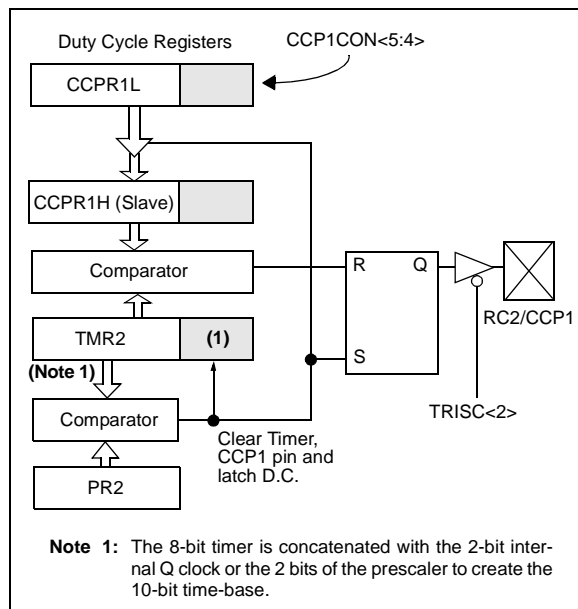 Duty Cycle Registers
CCP1CON<5:4>
CCPR1L
CCPR1H (Slave)
Comparator
R
Q
RC2/CCP1
TMR2
(1)
(Note 1)
S
TRISC<2>
Comparator
Clear Timer,
CCP1 pin and
latch D.C.
PR2
Note 1: The 8-bit timer is concatenated with the 2-bit inter-
nal Q clock or the 2 bits of the prescaler to create the
10-bit time-base.